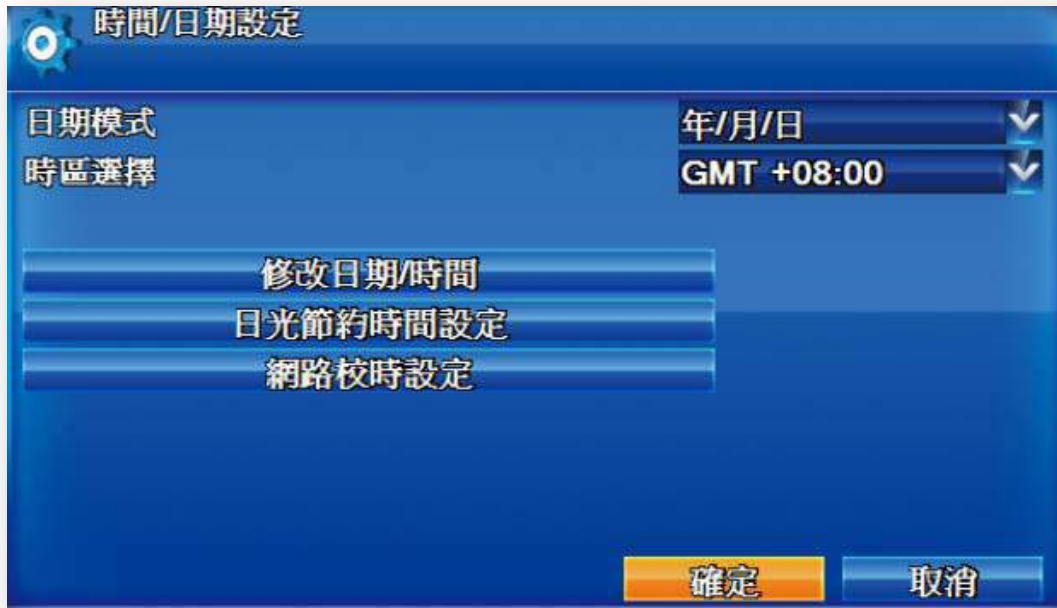 時間/日期設定
日期模式 年/月/日
時區選擇 GMT +08:00
修改日期/時間
日光節約時間設定
網路校時設定
確定 取消